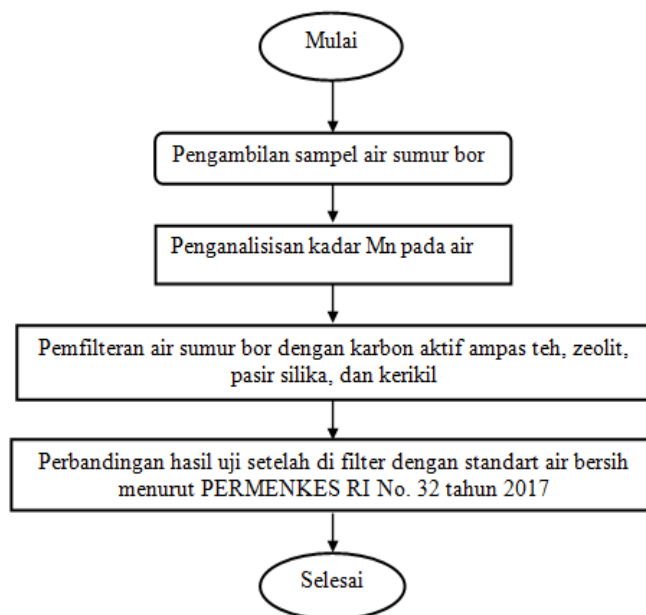 Mulai
Pengambilan sampel air sumur bor
Penganalisisan kadar Mn pada air
Pemfilteran air sumur bor dengan karbon aktif ampas teh, zeolit,
pasir silika, dan kerikil
Perbandingan hasil uji setelah di filter dengan standart air bersih
menurut PERMENKES RI No. 32 tahun 2017
Selesai